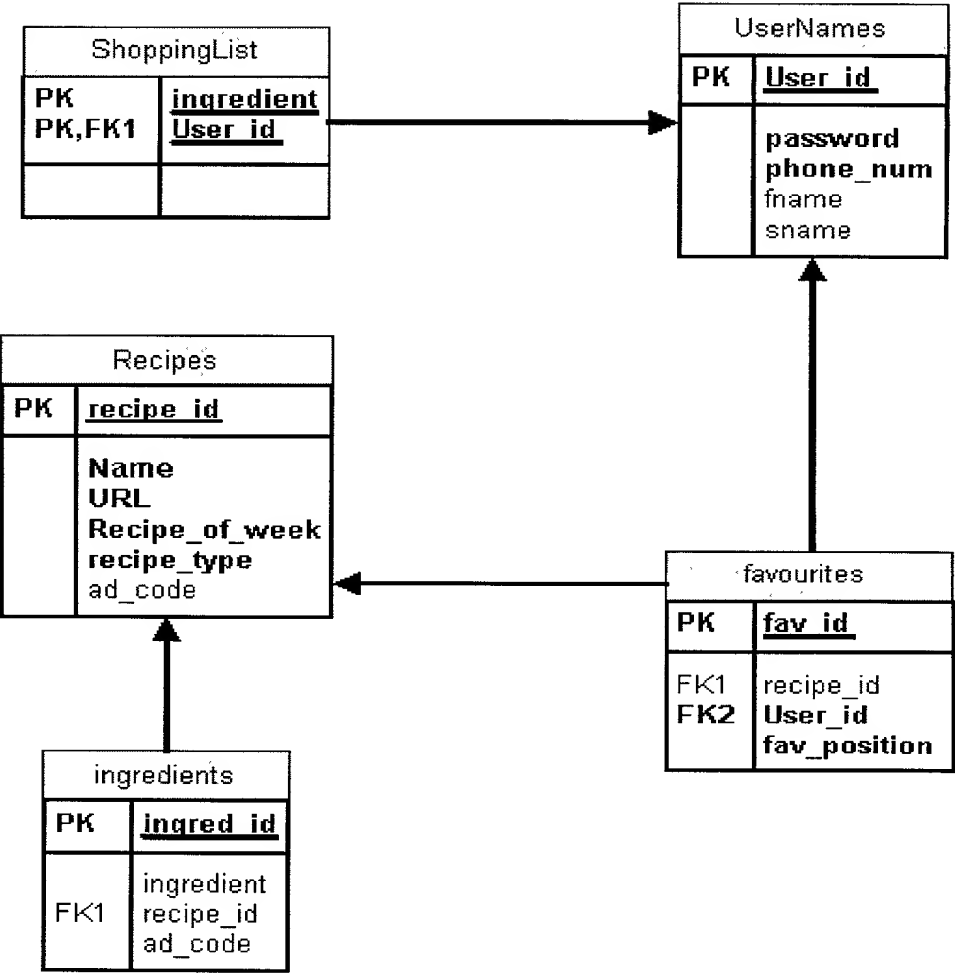 ShoppingList
PK ingredient
PK,FK1 User_id
UserNames
PK User_id
password
phone_num
fname
sname
Recipes
PK recipe_id
Name
URL
Recipe_of_week
recipe_type
ad_code
favourites
PK fav_id
FK1 recipe_id
FK2 User_id
fav_position
ingredients
PK ingred_id
ingredient
FK1 recipe_id
ad_code